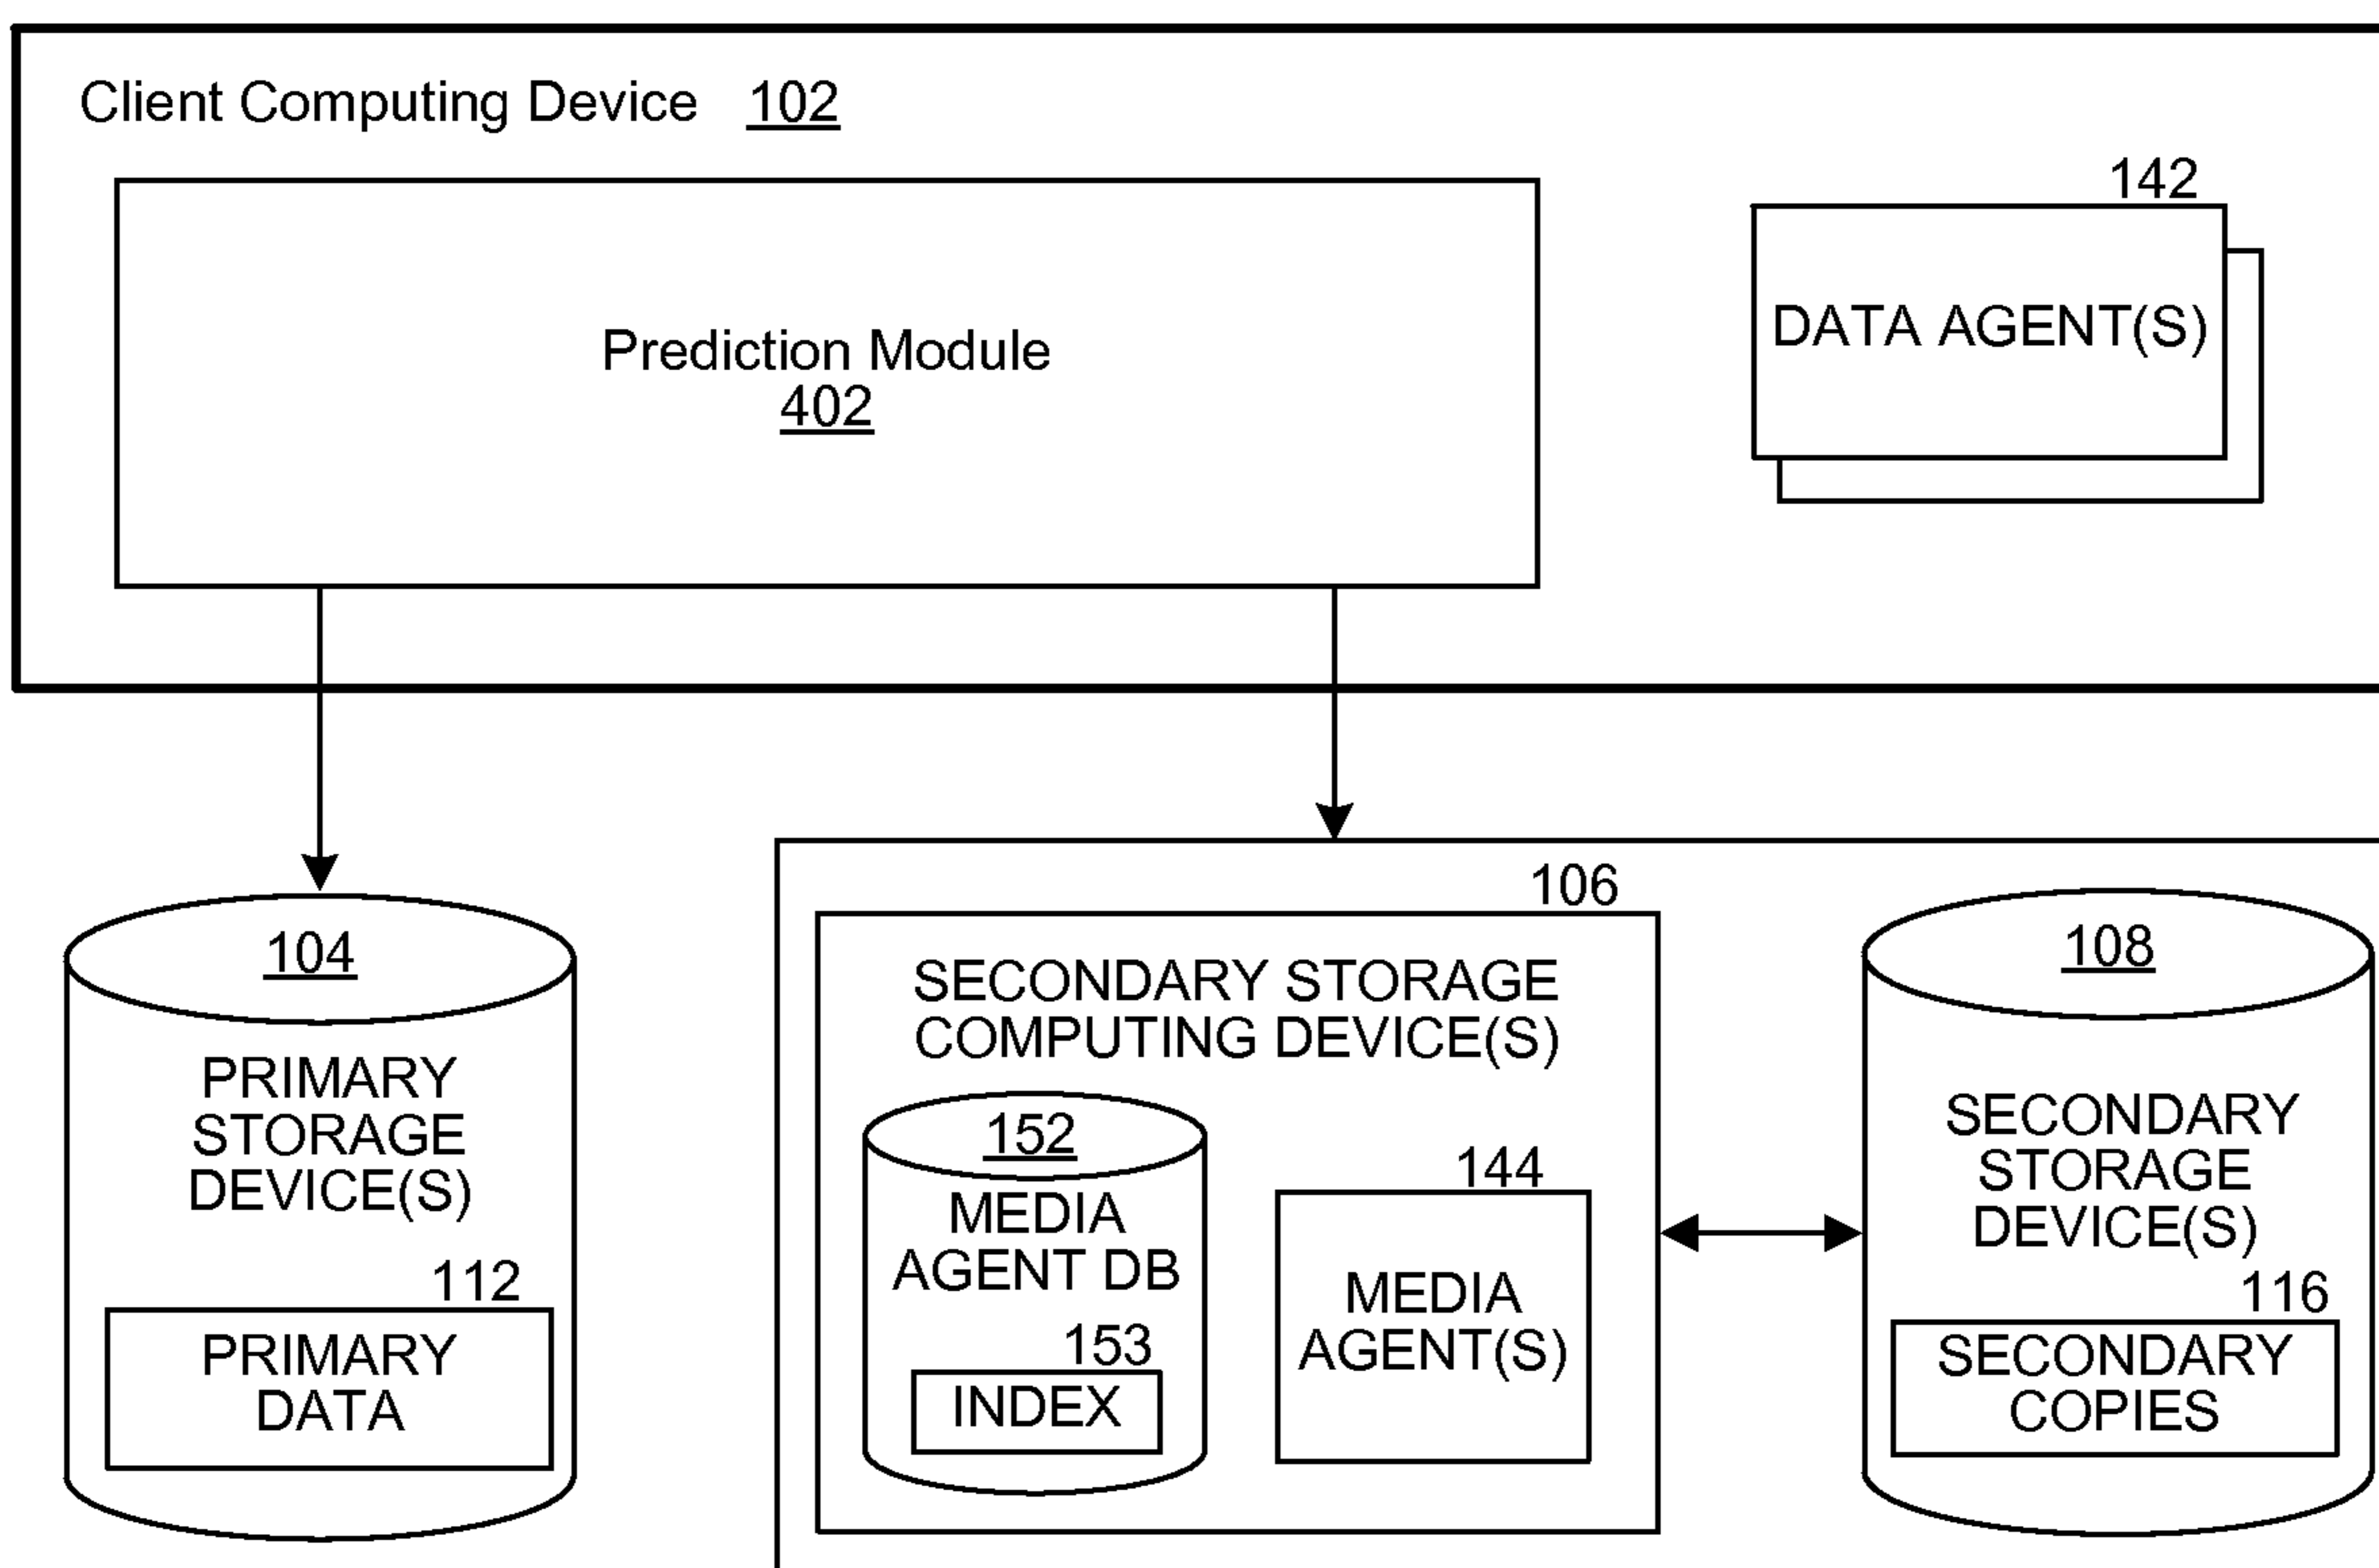 Client Computing Device 102
142
Prediction Module
402
DATA AGENT(S)
104
PRIMARY
STORAGE
DEVICE(S)
112
PRIMARY
DATA
106
SECONDARY STORAGE
COMPUTING DEVICE(S)
152
MEDIA
AGENT DB
153
INDEX
144
MEDIA
AGENT(S)
108
SECONDARY
STORAGE
DEVICE(S)
116
SECONDARY
COPIES